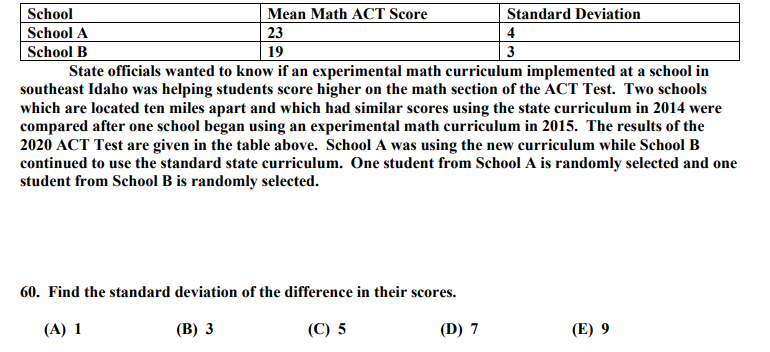 School Mean Math ACT Score Standard Deviation
School A 23 4
School B 19 3
State officials wanted to know if an experimental math curriculum implemented at a school in
southeast Idaho was helping students score higher on the math section of the ACT Test. Two schools
which are located ten miles apart and which had similar scores using the state curriculum in 2014 were
compared after one school began using an experimental math curriculum in 2015. The results of the
2020 ACT Test are given in the table above. School A was using the new curriculum while School B
continued to use the standard state curriculum. One student from School A is randomly selected and one
student from School B is randomly selected.
60. Find the standard deviation of the difference in their scores.
(A) 1 (B) 3 (C) 5 (D) 7 (E) 9